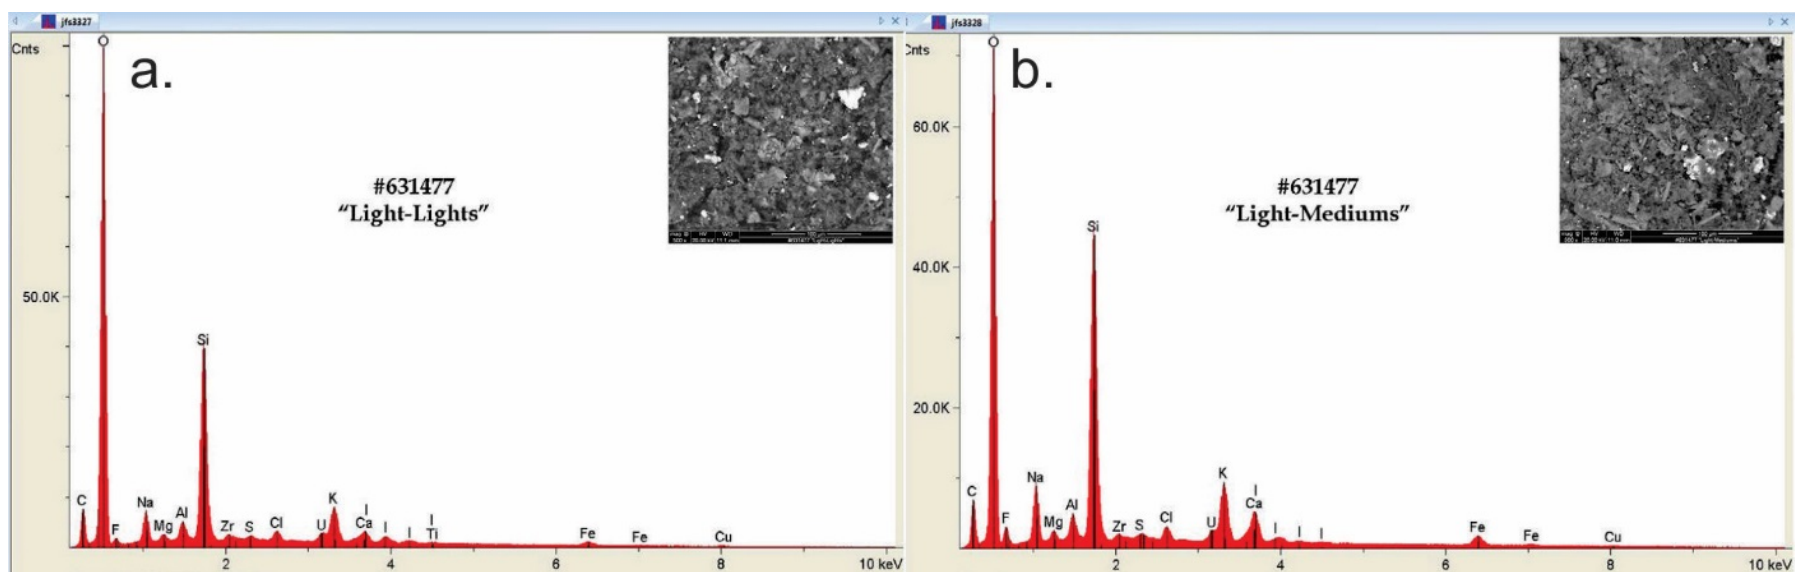 jfs3327
Cnts
a.
#631477
“Light-Lights”
50.0K
O
C
F
Na
Mg
Al
Si
Zr
S
Cl
U
K
I
Ca
I
I
I
Ti
Fe
Fe
Cu
2
4
6
8
10 keV
jfs3328
Cnts
b.
#631477
“Light-Mediums”
60.0K
40.0K
20.0K
O
C
F
Na
Mg
Al
Si
Zr
S
Cl
U
K
I
Ca
I
I
I
Fe
Fe
Cu
2
4
6
8
10 keV